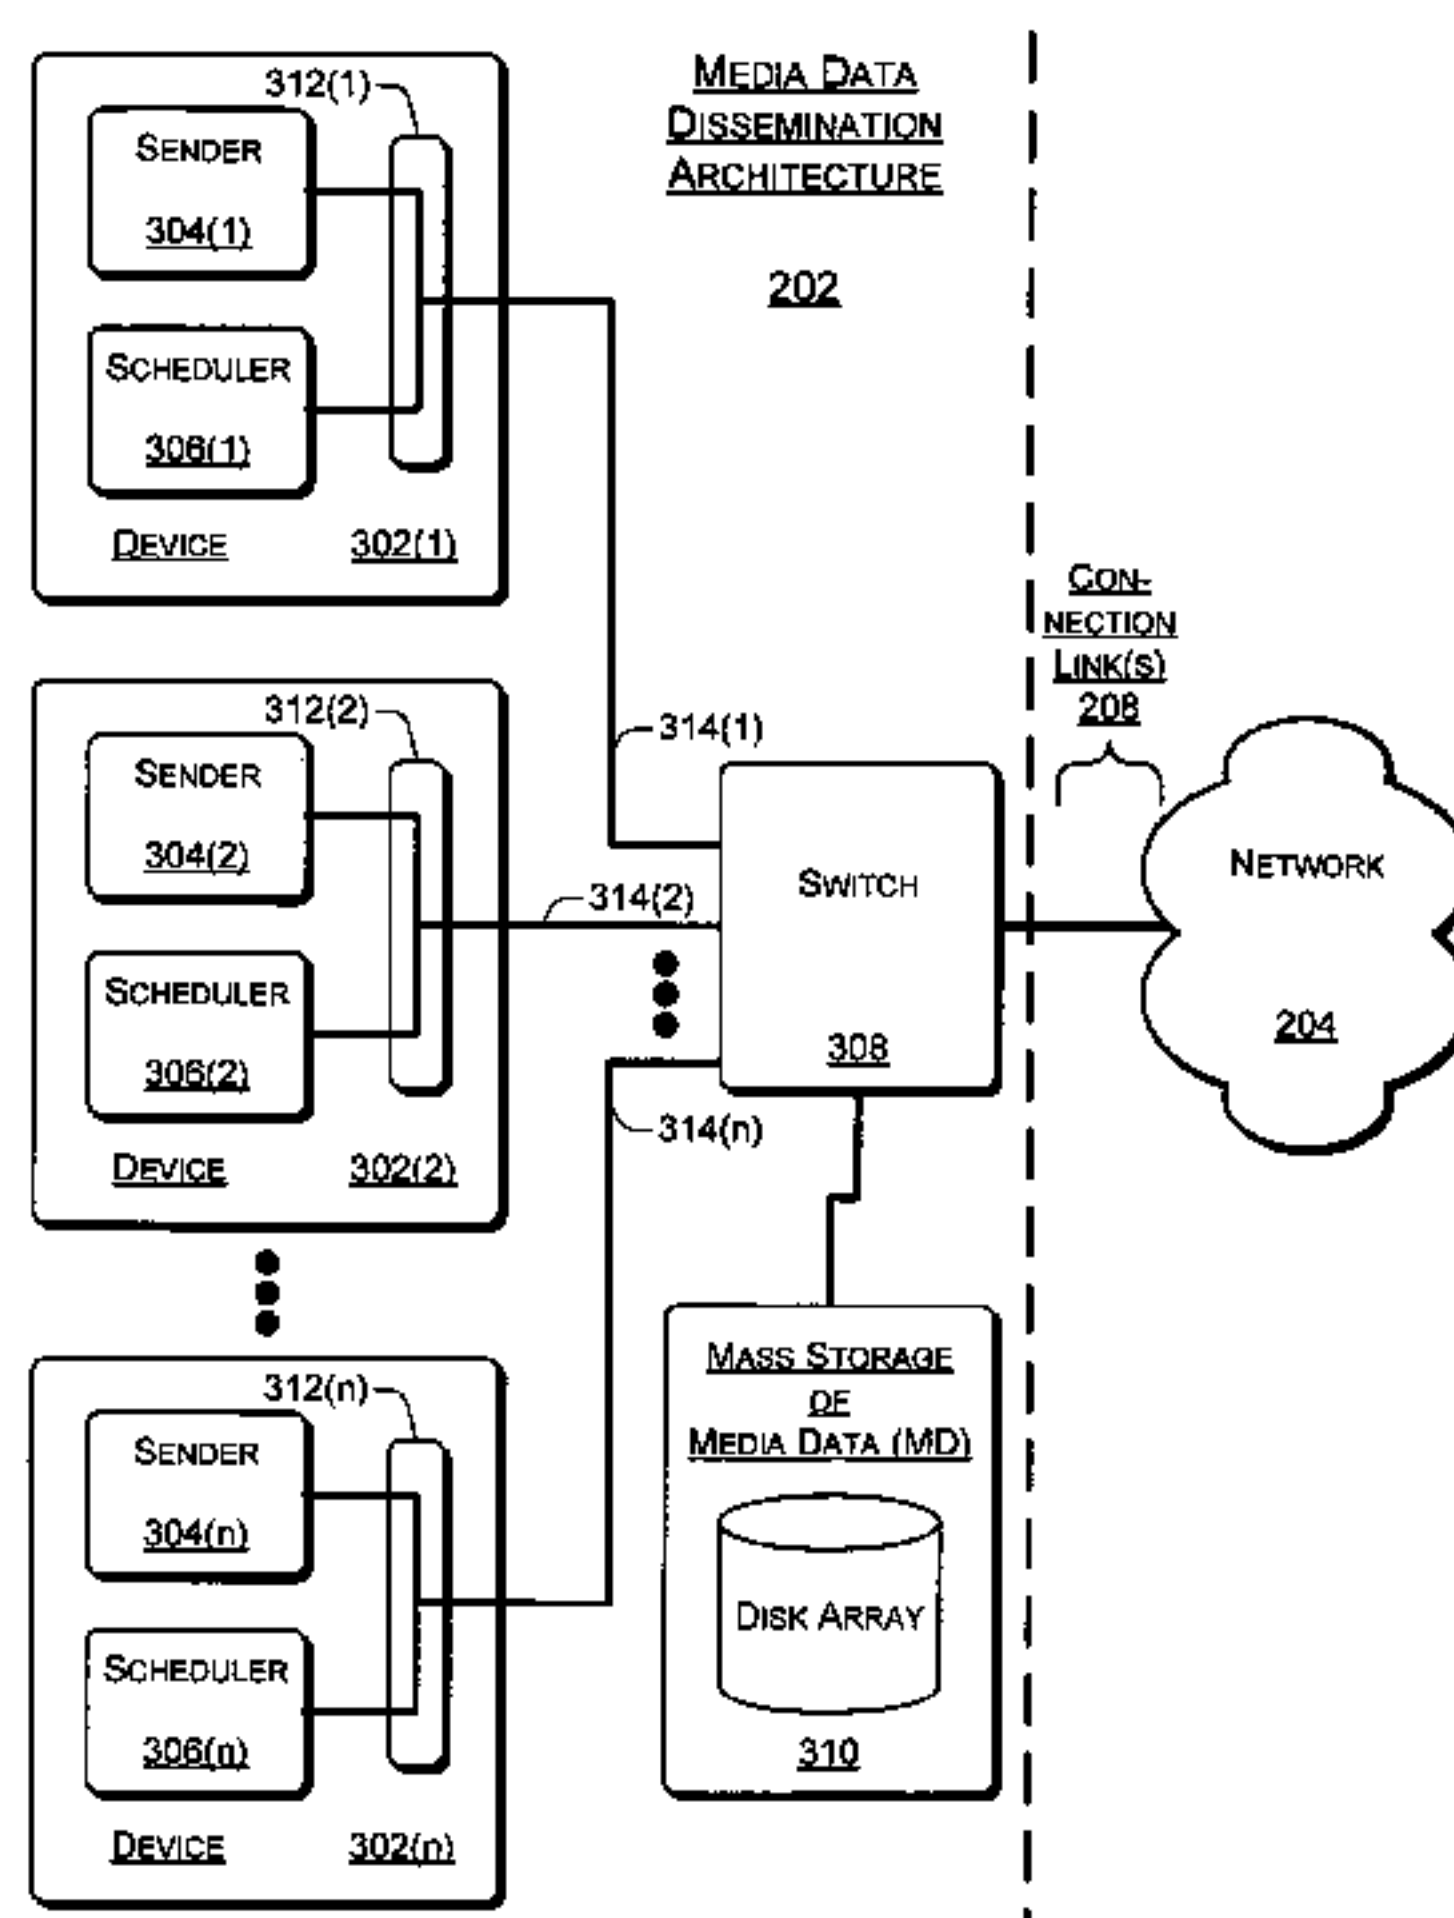 MEDIA DATA
DISSEMINATION
ARCHITECTURE
202
312(1)
SENDER
304(1)
SCHEDULER
306(1)
DEVICE 302(1)
312(2)
SENDER
304(2)
SCHEDULER
306(2)
DEVICE 302(2)
312(n)
SENDER
304(n)
SCHEDULER
306(n)
DEVICE 302(n)
314(1)
314(2)
314(n)
SWITCH
308
MASS STORAGE
OF
MEDIA DATA (MD)
DISK ARRAY
310
CON-
NECTION
LINK(S)
208
NETWORK
204